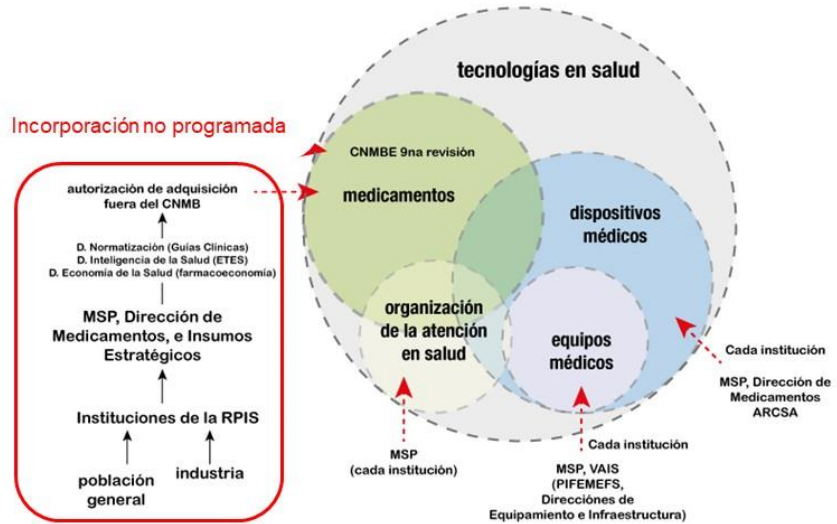 tecnologías en salud
Incorporación no programada
CNMBE 9na revisión
medicamentos
autorización de adquisición
fuera del CNMB
D. Normatización (Guías Clínicas)
D. Inteligencia de la Salud (ETES)
D. Economía de la Salud (farmacoeconomía)
MSP, Dirección de
Medicamentos, e Insumos
Estratégicos
Instituciones de la RPIS
población
general
industria
dispositivos
médicos
organización
de la atención
en salud
equipos
médicos
MSP
(cada institución)
Cada institución
MSP, VAIS
(PIFEMEFS,
Direcciónes de
Equipamiento e Infraestructura)
Cada institución
MSP, Dirección de
Medicamentos
ARCSA